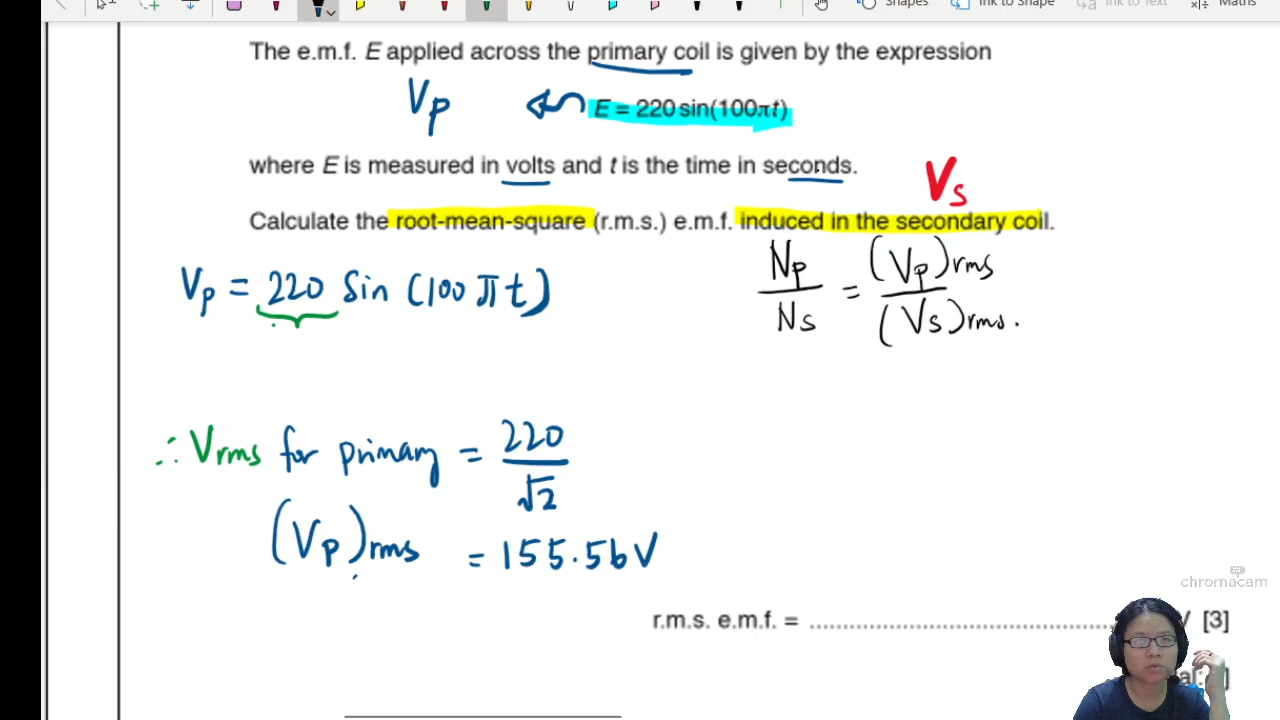 Shapes Ink to Shape Ink to Text Maths
The e.m.f. E applied across the primary coil is given by the expression
Vp E = 220 sin(100πt)
where E is measured in volts and t is the time in seconds.
Vs
Calculate the root-mean-square (r.m.s.) e.m.f. induced in the secondary coil.
Vp = 220 Sin (100πt)
Np / Ns = (Vp)rms / (Vs)rms.
∴ Vrms for primary = 220 / √2
(Vp)rms = 155.56V
chromacam
r.m.s. e.m.f. = ............................................ V [3]